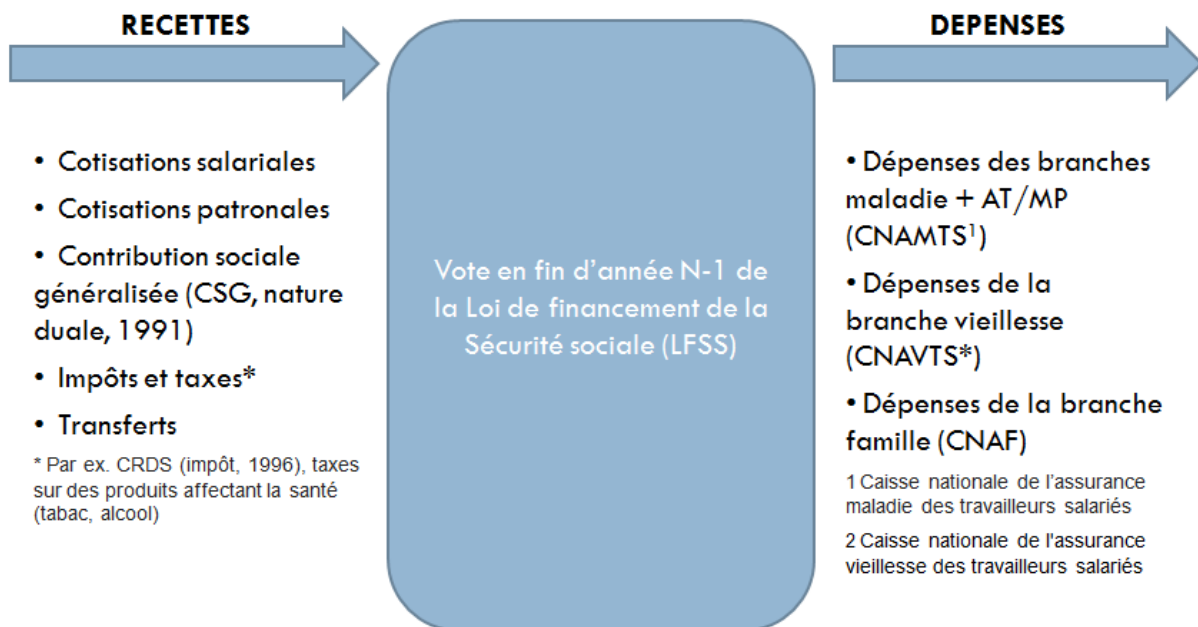 RECETTES
• Cotisations salariales
• Cotisations patronales
• Contribution sociale
généralisée (CSG, nature
duale, 1991)
• Impôts et taxes*
• Transferts
* Par ex. CRDS (impôt, 1996), taxes
sur des produits affectant la santé
(tabac, alcool)
Vote en fin d’année N-1 de
la Loi de financement de la
Sécurité sociale (LFSS)
DEPENSES
• Dépenses des branches
maladie + AT/MP
(CNAMTS¹)
• Dépenses de la
branche vieillesse
(CNAVTS*)
• Dépenses de la branche
famille (CNAF)
1 Caisse nationale de l’assurance
maladie des travailleurs salariés
2 Caisse nationale de l'assurance
vieillesse des travailleurs salariés